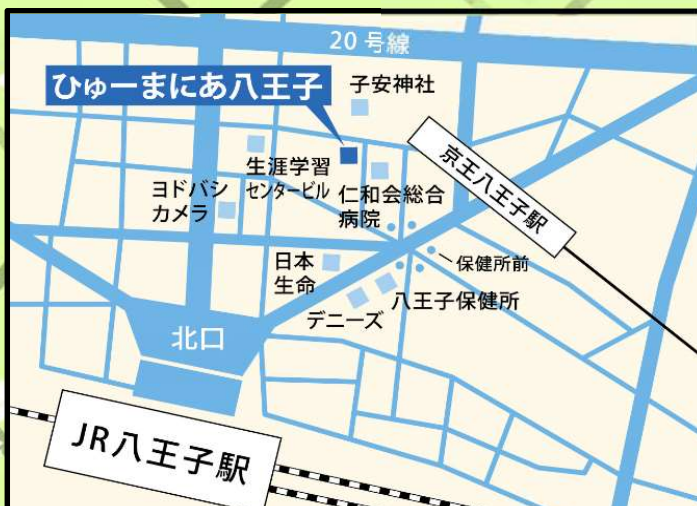 20号線
ひゅーまにあ八王子
子安神社
京王八王子駅
生涯学習
センタービル
仁和会総合
病院
ヨドバシ
カメラ
保健所前
日本
生命
八王子保健所
デニーズ
北口
JR八王子駅